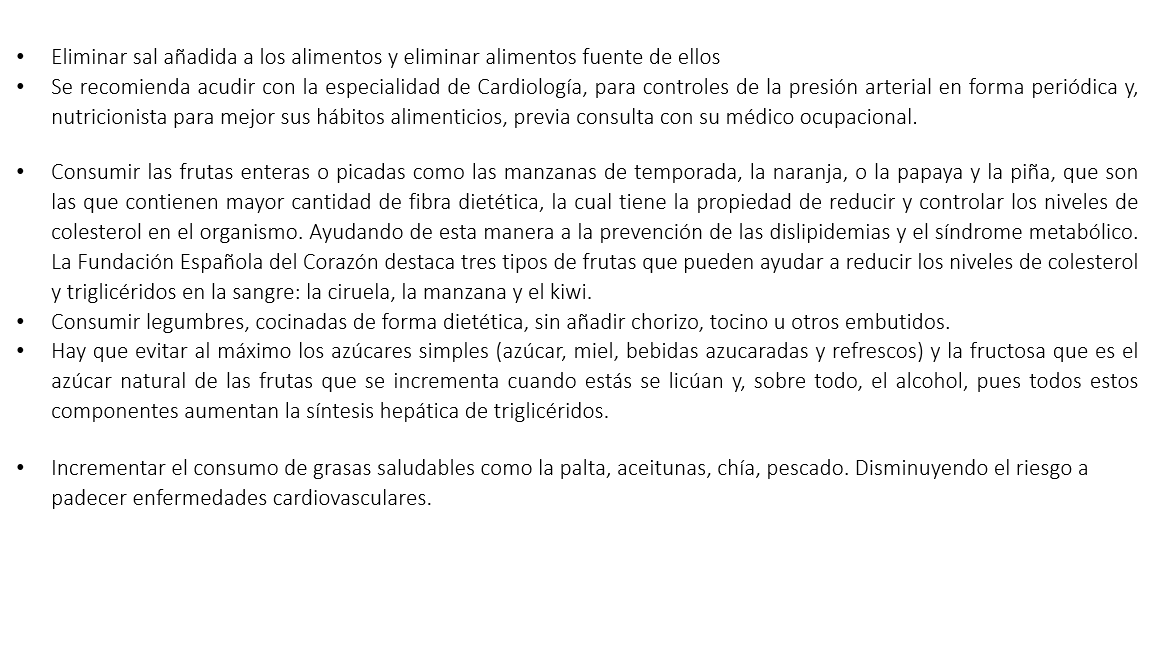 • Eliminar sal añadida a los alimentos y eliminar alimentos fuente de ellos
• Se recomienda acudir con la especialidad de Cardiología, para controles de la presión arterial en forma periódica y,
nutricionista para mejor sus hábitos alimenticios, previa consulta con su médico ocupacional.
• Consumir las frutas enteras o picadas como las manzanas de temporada, la naranja, o la papaya y la piña, que son
las que contienen mayor cantidad de fibra dietética, la cual tiene la propiedad de reducir y controlar los niveles de
colesterol en el organismo. Ayudando de esta manera a la prevención de las dislipidemias y el síndrome metabólico.
La Fundación Española del Corazón destaca tres tipos de frutas que pueden ayudar a reducir los niveles de colesterol
y triglicéridos en la sangre: la ciruela, la manzana y el kiwi.
• Consumir legumbres, cocinadas de forma dietética, sin añadir chorizo, tocino u otros embutidos.
• Hay que evitar al máximo los azúcares simples (azúcar, miel, bebidas azucaradas y refrescos) y la fructosa que es el
azúcar natural de las frutas que se incrementa cuando estás se licúan y, sobre todo, el alcohol, pues todos estos
componentes aumentan la síntesis hepática de triglicéridos.
• Incrementar el consumo de grasas saludables como la palta, aceitunas, chía, pescado. Disminuyendo el riesgo a
padecer enfermedades cardiovasculares.